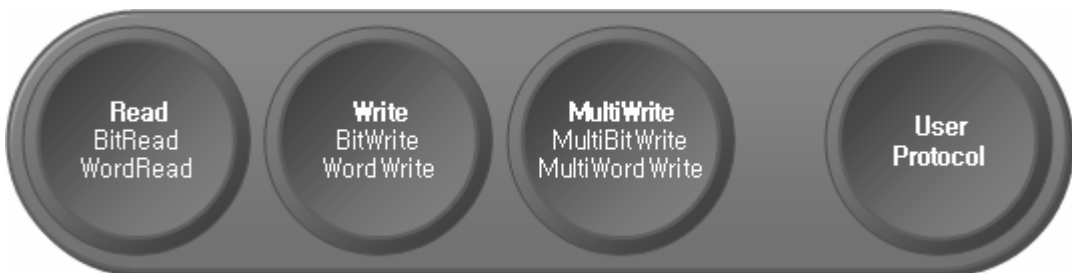 Read
BitRead
WordRead
Write
BitWrite
Word Write
MultiWrite
MultiBitWrite
MultiWord Write
User
Protocol